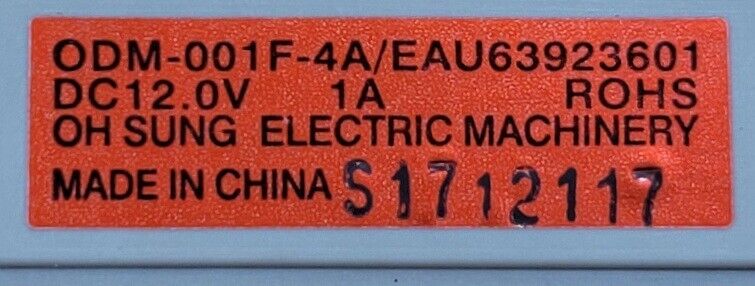 ODM-001F-4A/EAU63923601
DC12.0V 1A ROHS
OH SUNG ELECTRIC MACHINERY
MADE IN CHINA S1712117